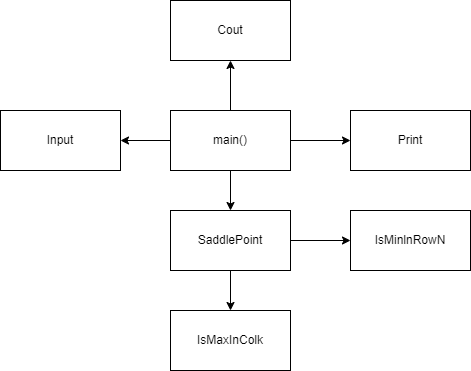 Cout
Input
main()
Print
SaddlePoint
IsMinInRowN
IsMaxInColk